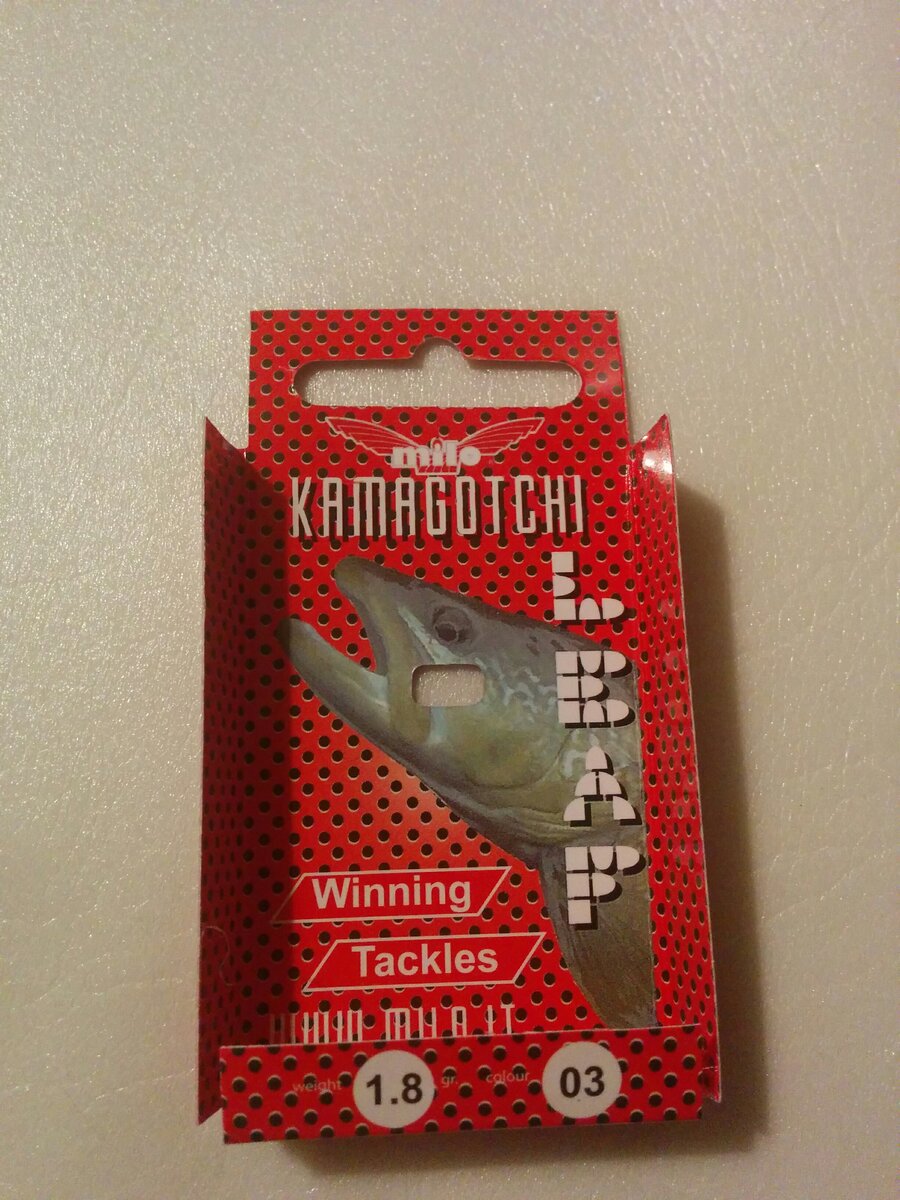 milo
KAMAGOTCHI
Winning
Tackles
weight 1.8 gr. colour 03